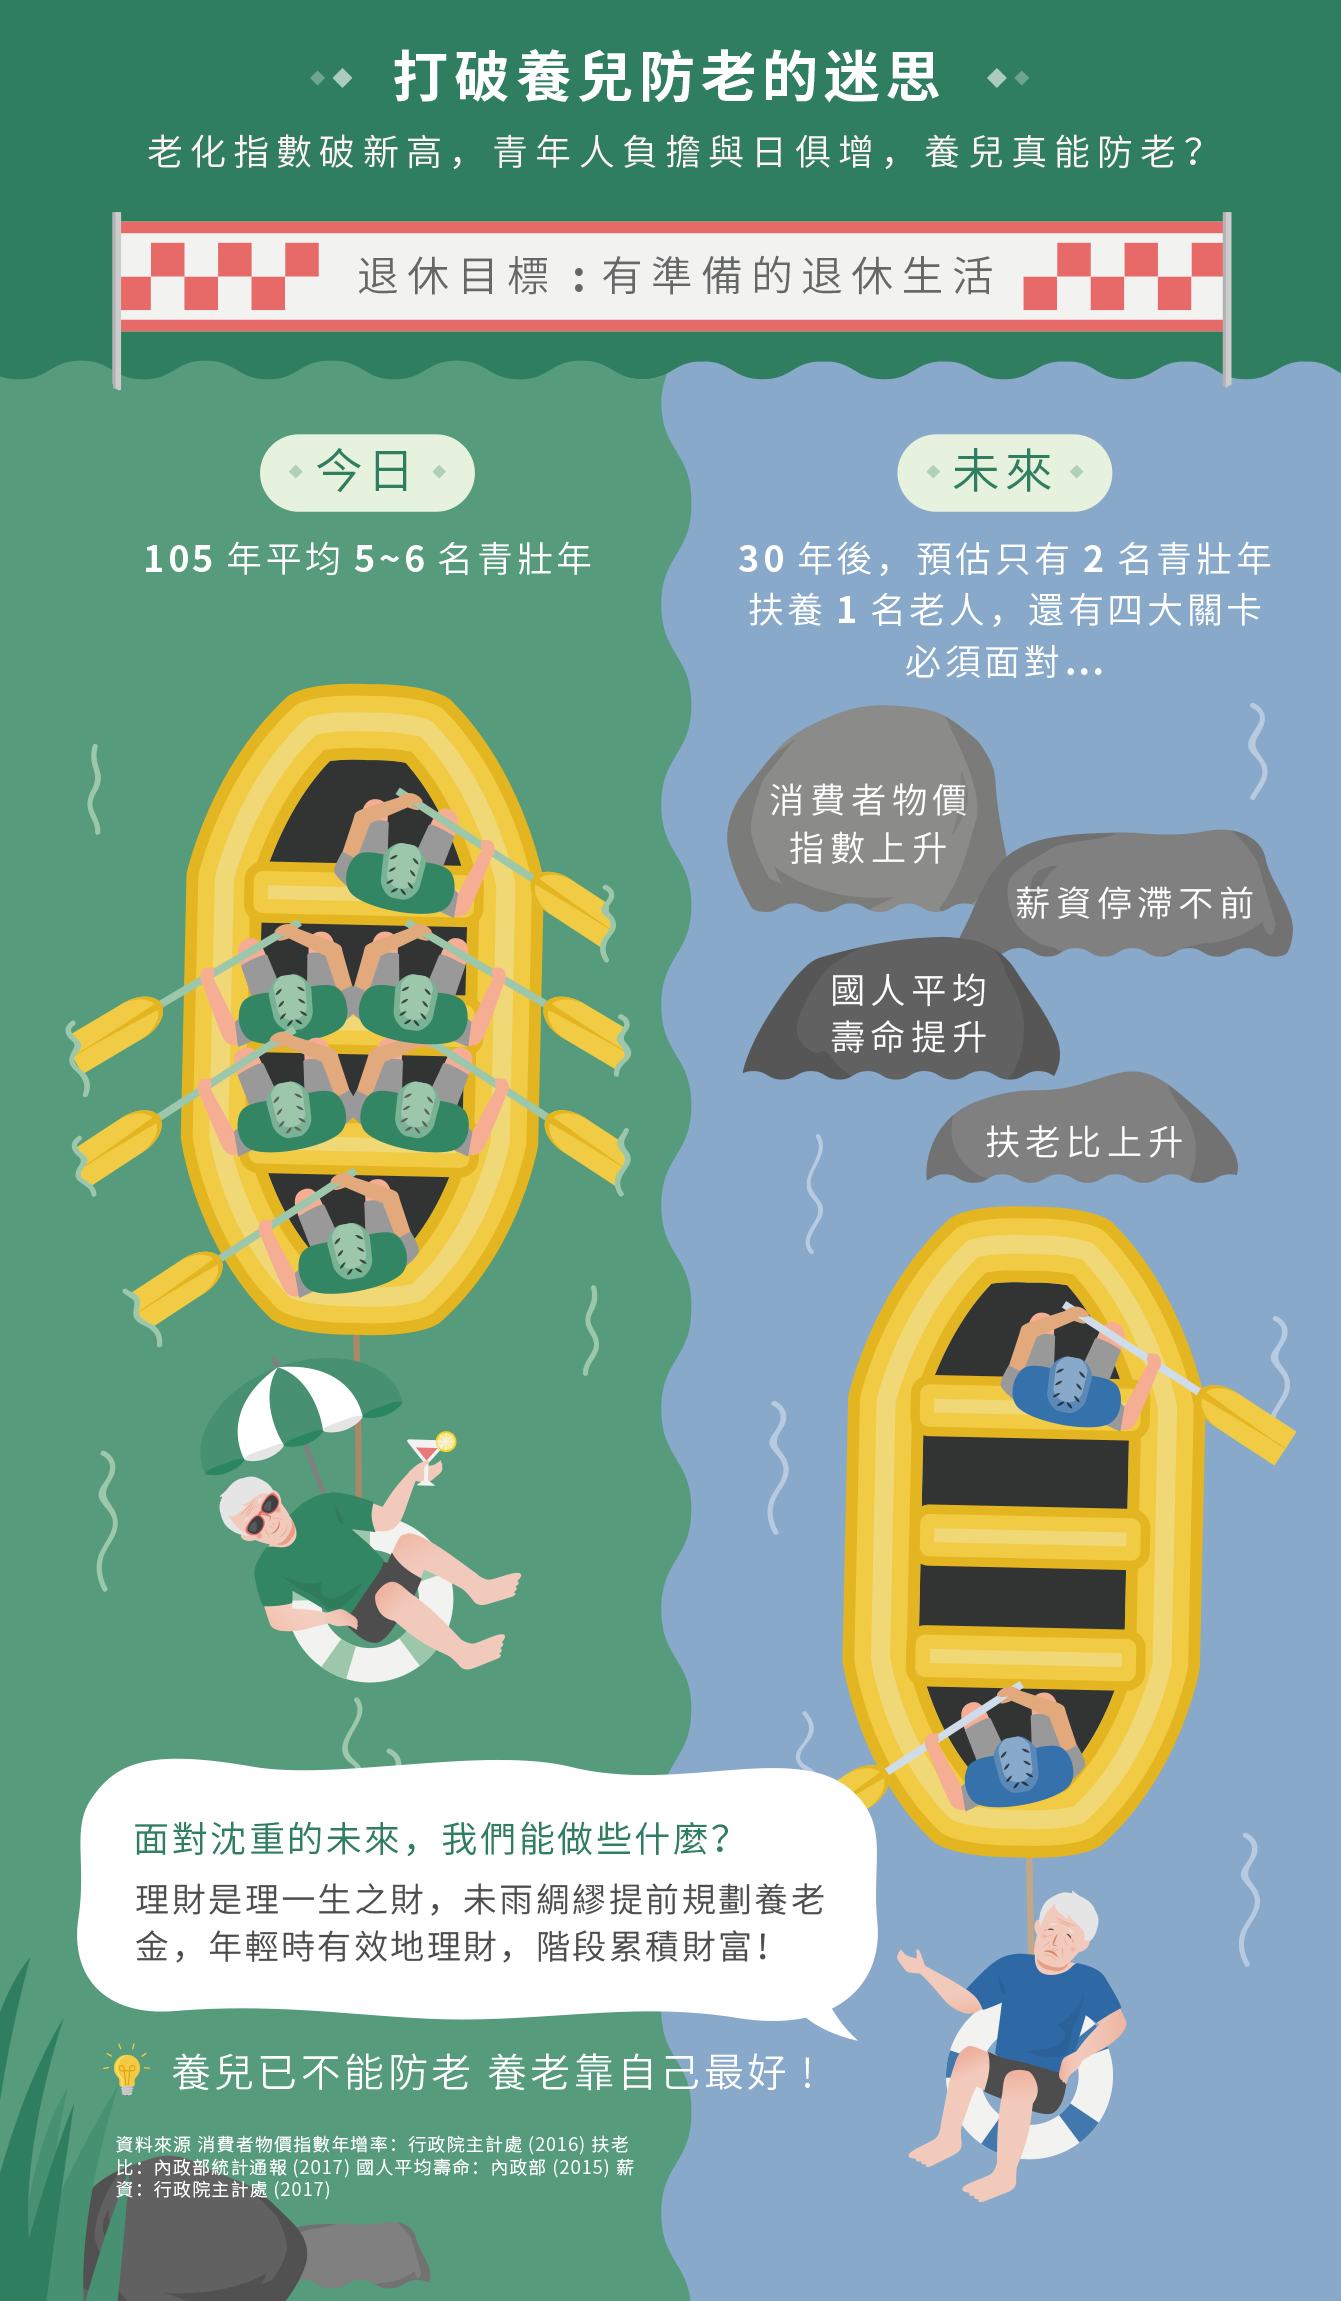 打破養兒防老的迷思
老化指數破新高，青年人負擔與日俱增，養兒真能防老？
退休目標：有準備的退休生活
今日
105 年平均 5~6 名青壯年
未來
30 年後，預估只有 2 名青壯年
扶養 1 名老人，還有四大關卡
必須面對...
消費者物價
指數上升
薪資停滯不前
國人平均
壽命提升
扶老比上升
面對沈重的未來，我們能做些什麼？
理財是理一生之財，未雨綢繆提前規劃養老
金，年輕時有效地理財，階段累積財富！
養兒已不能防老 養老靠自己最好！
資料來源 消費者物價指數年增率：行政院主計處 (2016) 扶老
比：內政部統計通報 (2017) 國人平均壽命：內政部 (2015) 薪
資：行政院主計處 (2017)